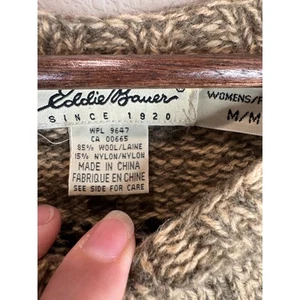 Eddie Bauer®
SINCE 1920
WOMENS/F
M/M
WPL 9647
CA 00665
85% WOOL/LAINE
15% NYLON/NYLON
MADE IN CHINA
FABRIQUE EN CHINE
SEE SIDE FOR CARE